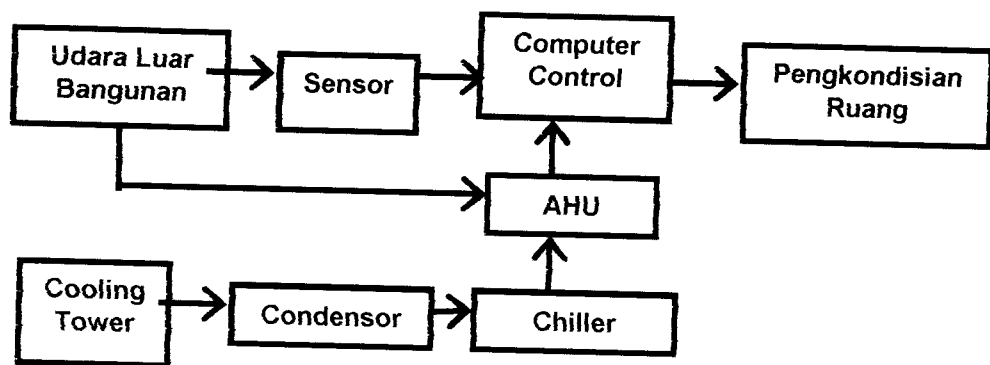 Udara Luar
Bangunan
Sensor
Computer
Control
Pengkondisian
Ruang
AHU
Cooling
Tower
Condensor
Chiller